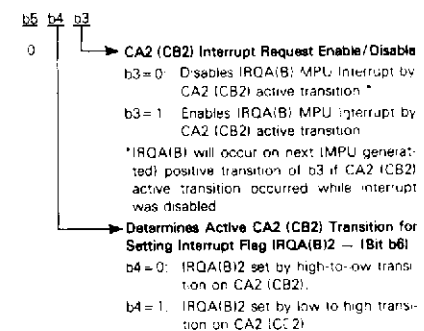 b5 b4 b3
0
CA2 (CB2) Interrupt Request Enable/Disable
b3 = 0: Disables IRQA(B) MPU Interrupt by
CA2 (CB2) active transition *
b3 = 1 Enables IRQA(B) MPU Interrupt by
CA2 (CB2) active transition
*IRQA(B) will occur on next (MPU generat-
ted) positive transition of b3 if CA2 (CB2)
active transition occurred while interrupt
was disabled
Determines Active CA2 (CB2) Transition for
Setting Interrupt Flag IRQA(B)2 — (Bit b6)
b4 = 0: IRQA(B)2 set by high-to-low transi-
tion on CA2 (CB2).
b4 = 1. IRQA(B)2 set by low to high transi-
tion on CA2 (CB2)